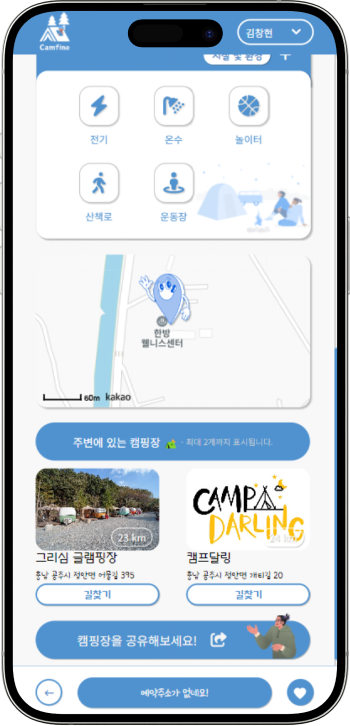 Camfine
김창현
시설 및 환경 +
전기
온수
놀이터
산책로
운동장
한방
웰니스센터
60m kakao
주변에 있는 캠핑장 - 최대 2개까지 표시됩니다.
23 km
CAMP
DARLING
그리심 글램핑장
캠프달링
충남 공주시 정안면 어물길 395
충남 공주시 정안면 개티길 20
길찾기
길찾기
캠핑장을 공유해보세요!
예약주소가 없네요!